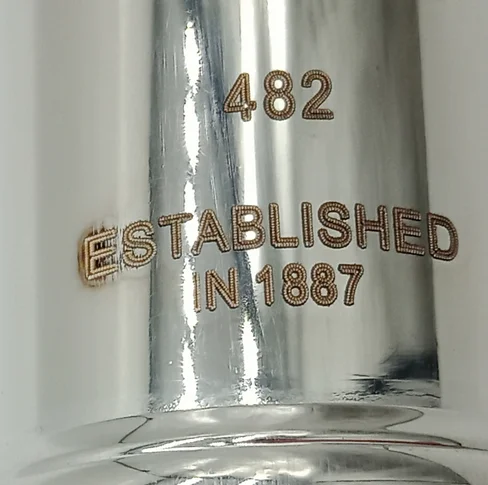 482
ESTABLISHED
IN 1887